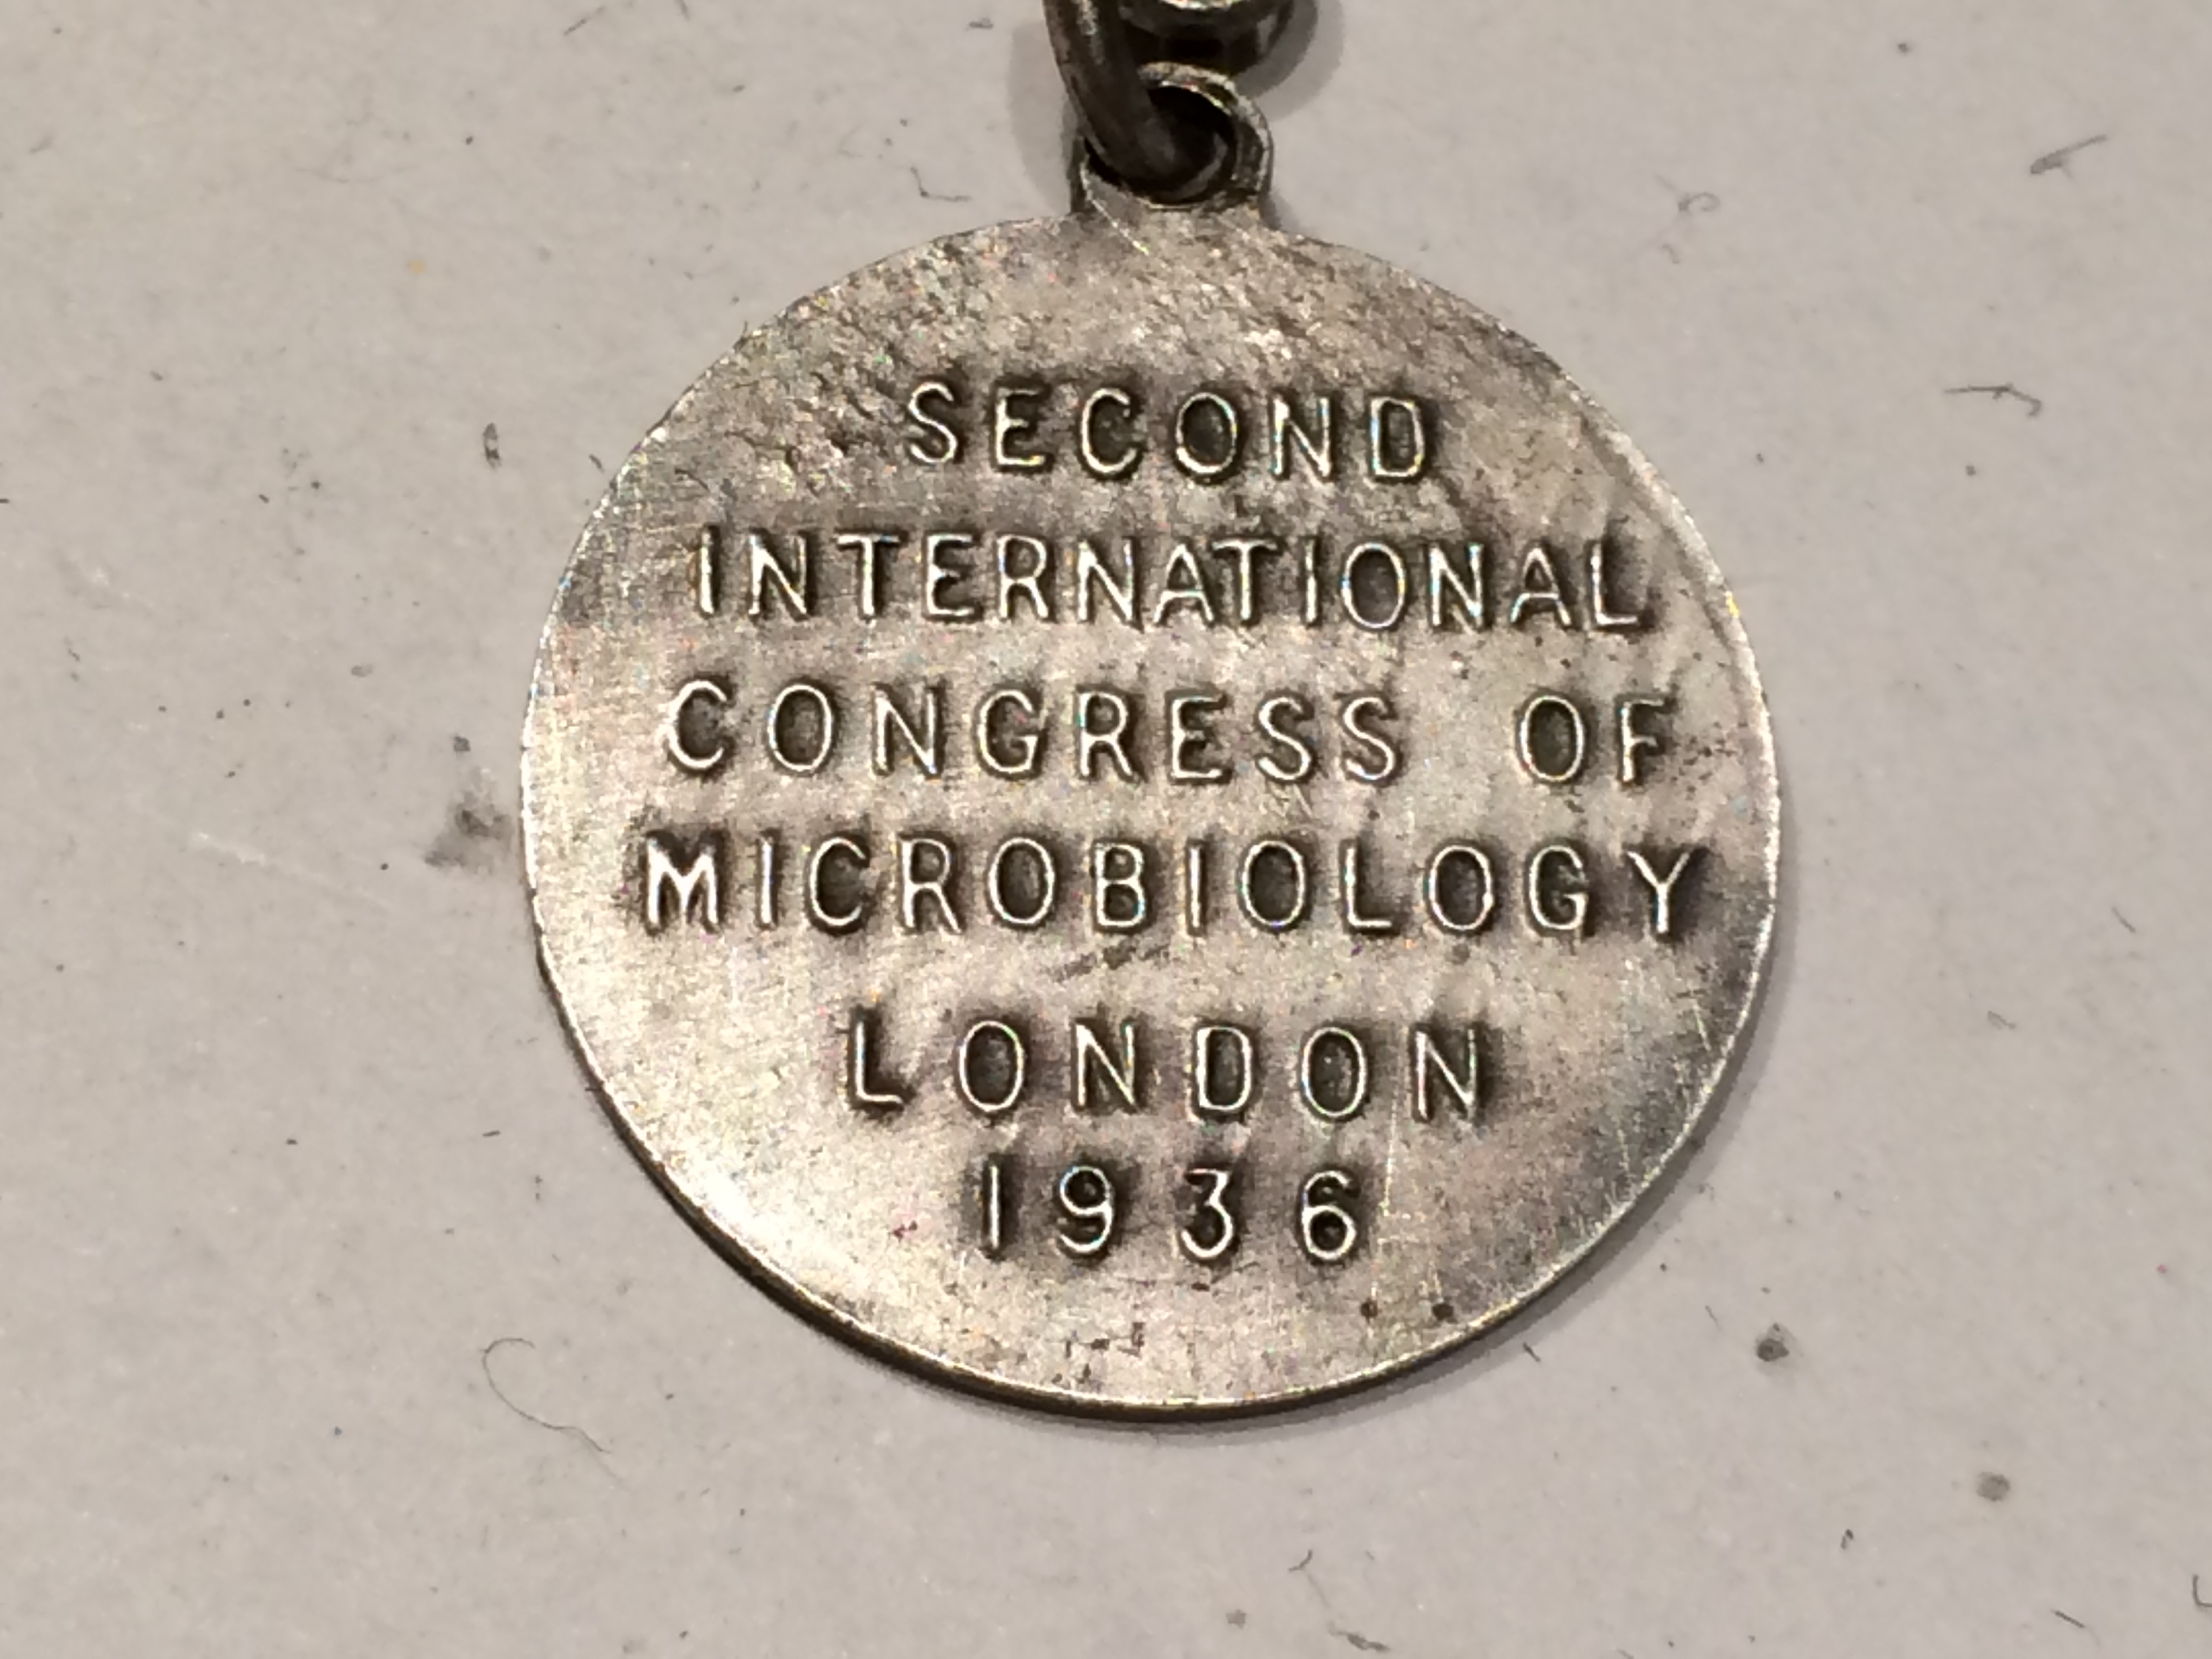 SECOND
INTERNATIONAL
CONGRESS OF
MICROBIOLOGY
LONDON
1936